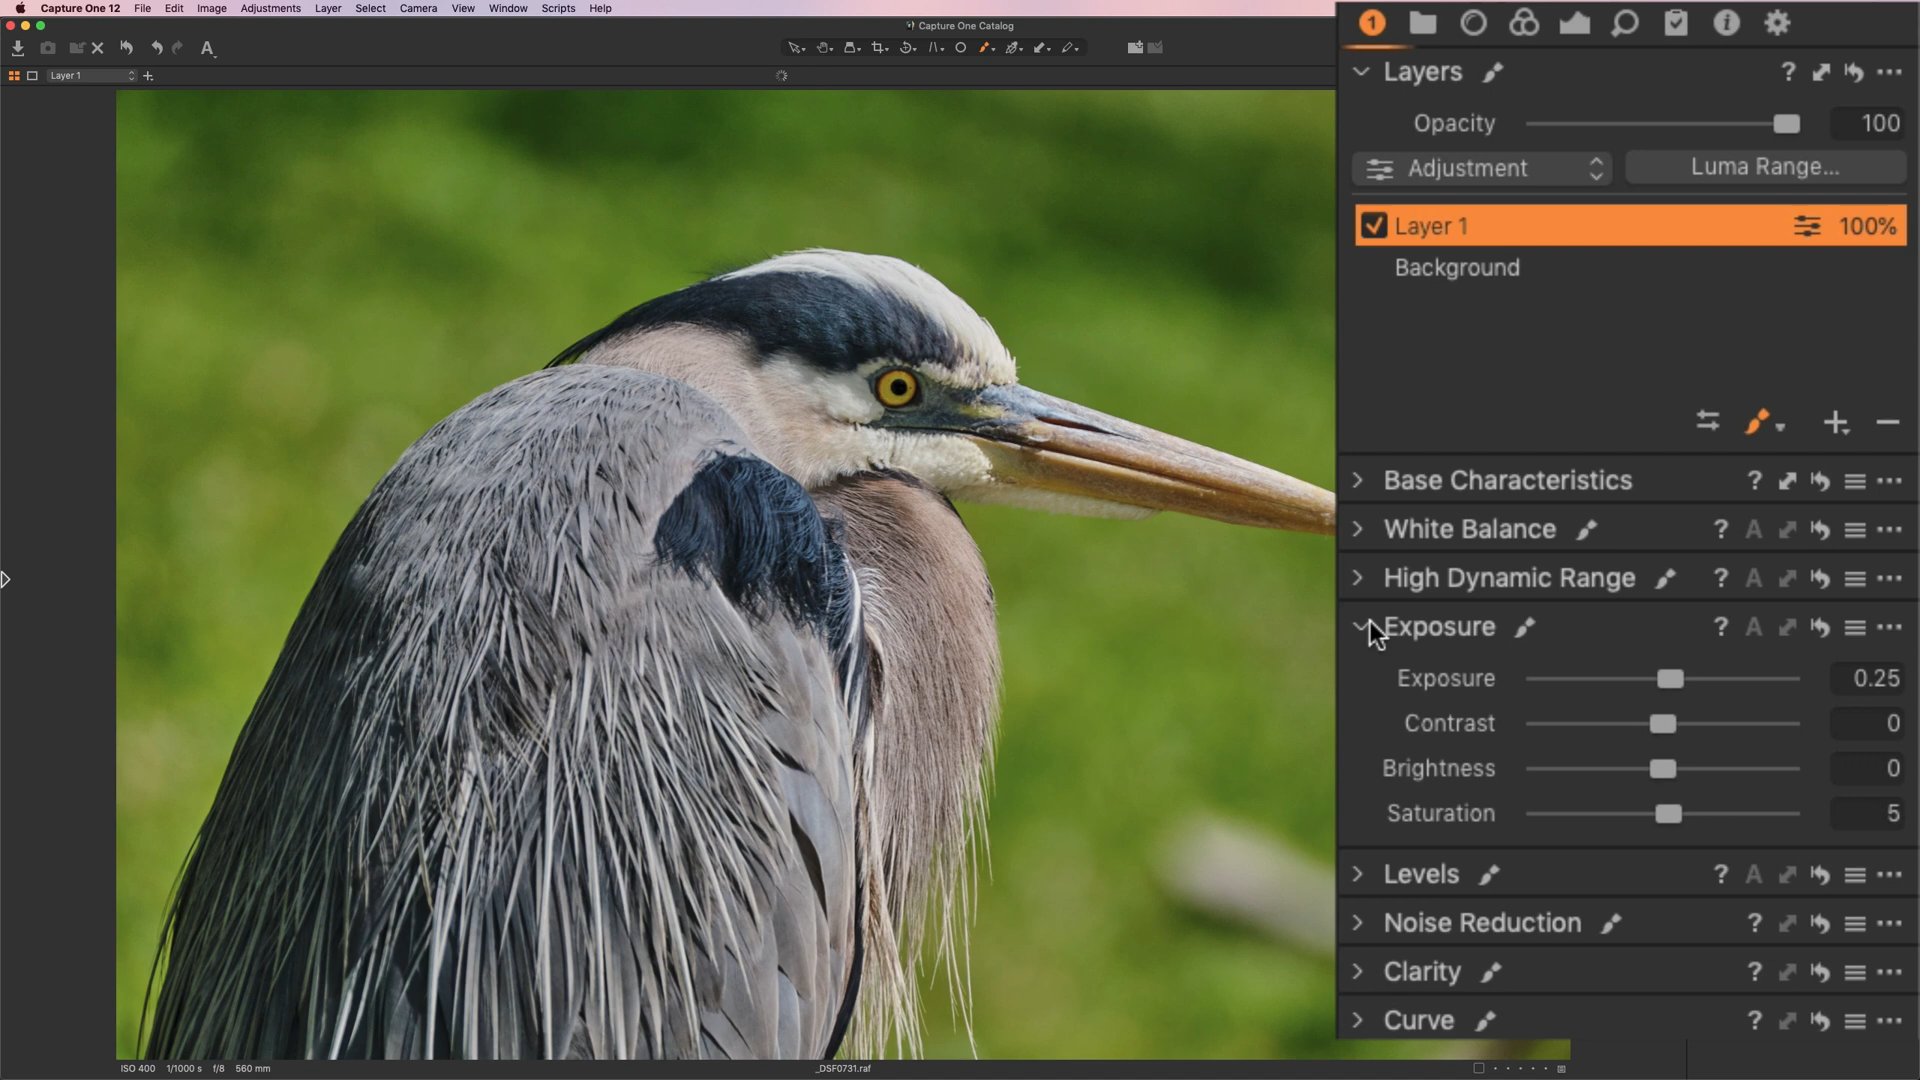 Capture One 12 File Edit Image Adjustments Layer Select Camera View Window Scripts Help
Capture One Catalog
A
Layer 1
1
Layers ?
Opacity 100
Adjustment Luma Range...
Layer 1 100%
Background
Base Characteristics ?
White Balance ? A
High Dynamic Range ? A
Exposure ? A
Exposure 0.25
Contrast 0
Brightness 0
Saturation 5
Levels ? A
Noise Reduction ?
Clarity ?
Curve ?
ISO 400 1/1000 s f/8 560 mm
_DSF0731.raf